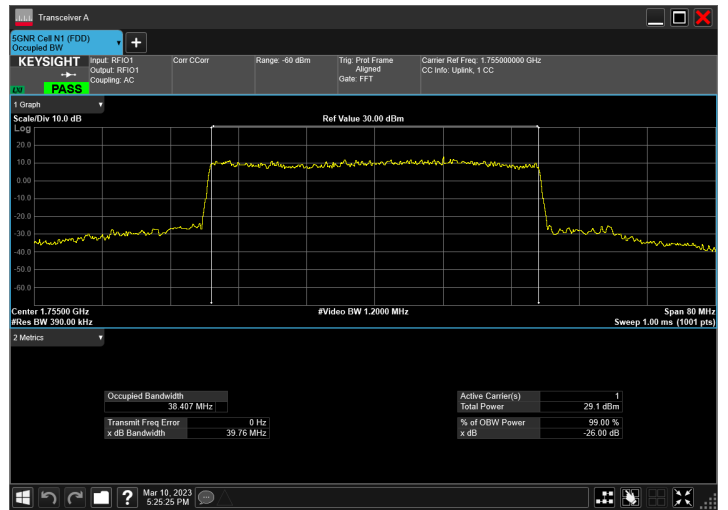 Transceiver A
5GNR Cell N1 (FDD)
Occupied BW
KEYSIGHT
LXI
PASS
Input: RFIO1
Output: RFIO1
Coupling: AC
Corr CCorr
Range: -60 dBm
Trig: Prot Frame
Aligned
Gate: FFT
Carrier Ref Freq: 1.755000000 GHz
CC Info: Uplink, 1 CC
1 Graph
Scale/Div 10.0 dB
Ref Value 30.00 dBm
Log
20.0
10.0
0.00
-10.0
-20.0
-30.0
-40.0
-50.0
-60.0
Center 1.75500 GHz
#Video BW 1.2000 MHz
Span 80 MHz
#Res BW 390.00 kHz
Sweep 1.00 ms (1001 pts)
2 Metrics
Occupied Bandwidth
38.407 MHz
Transmit Freq Error 0 Hz
x dB Bandwidth 39.76 MHz
Active Carrier(s) 1
Total Power 29.1 dBm
% of OBW Power 99.00 %
x dB -26.00 dB
Mar 10, 2023
5:25:25 PM